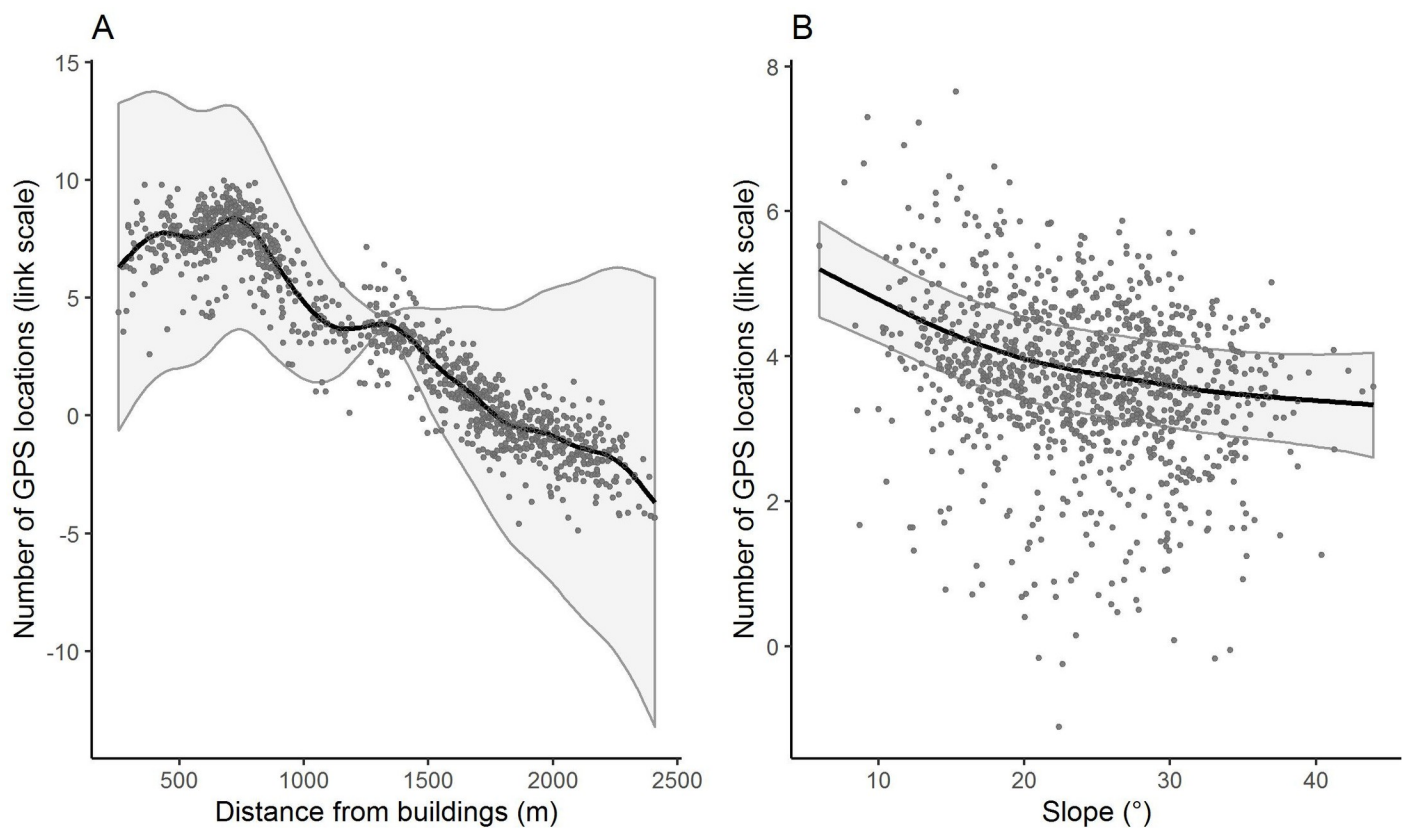 A
15
10
5
0
-5
-10
Number of GPS locations (link scale)
500 1000 1500 2000 2500
Distance from buildings (m)
B
8
6
4
2
0
Number of GPS locations (link scale)
10 20 30 40
Slope (°)